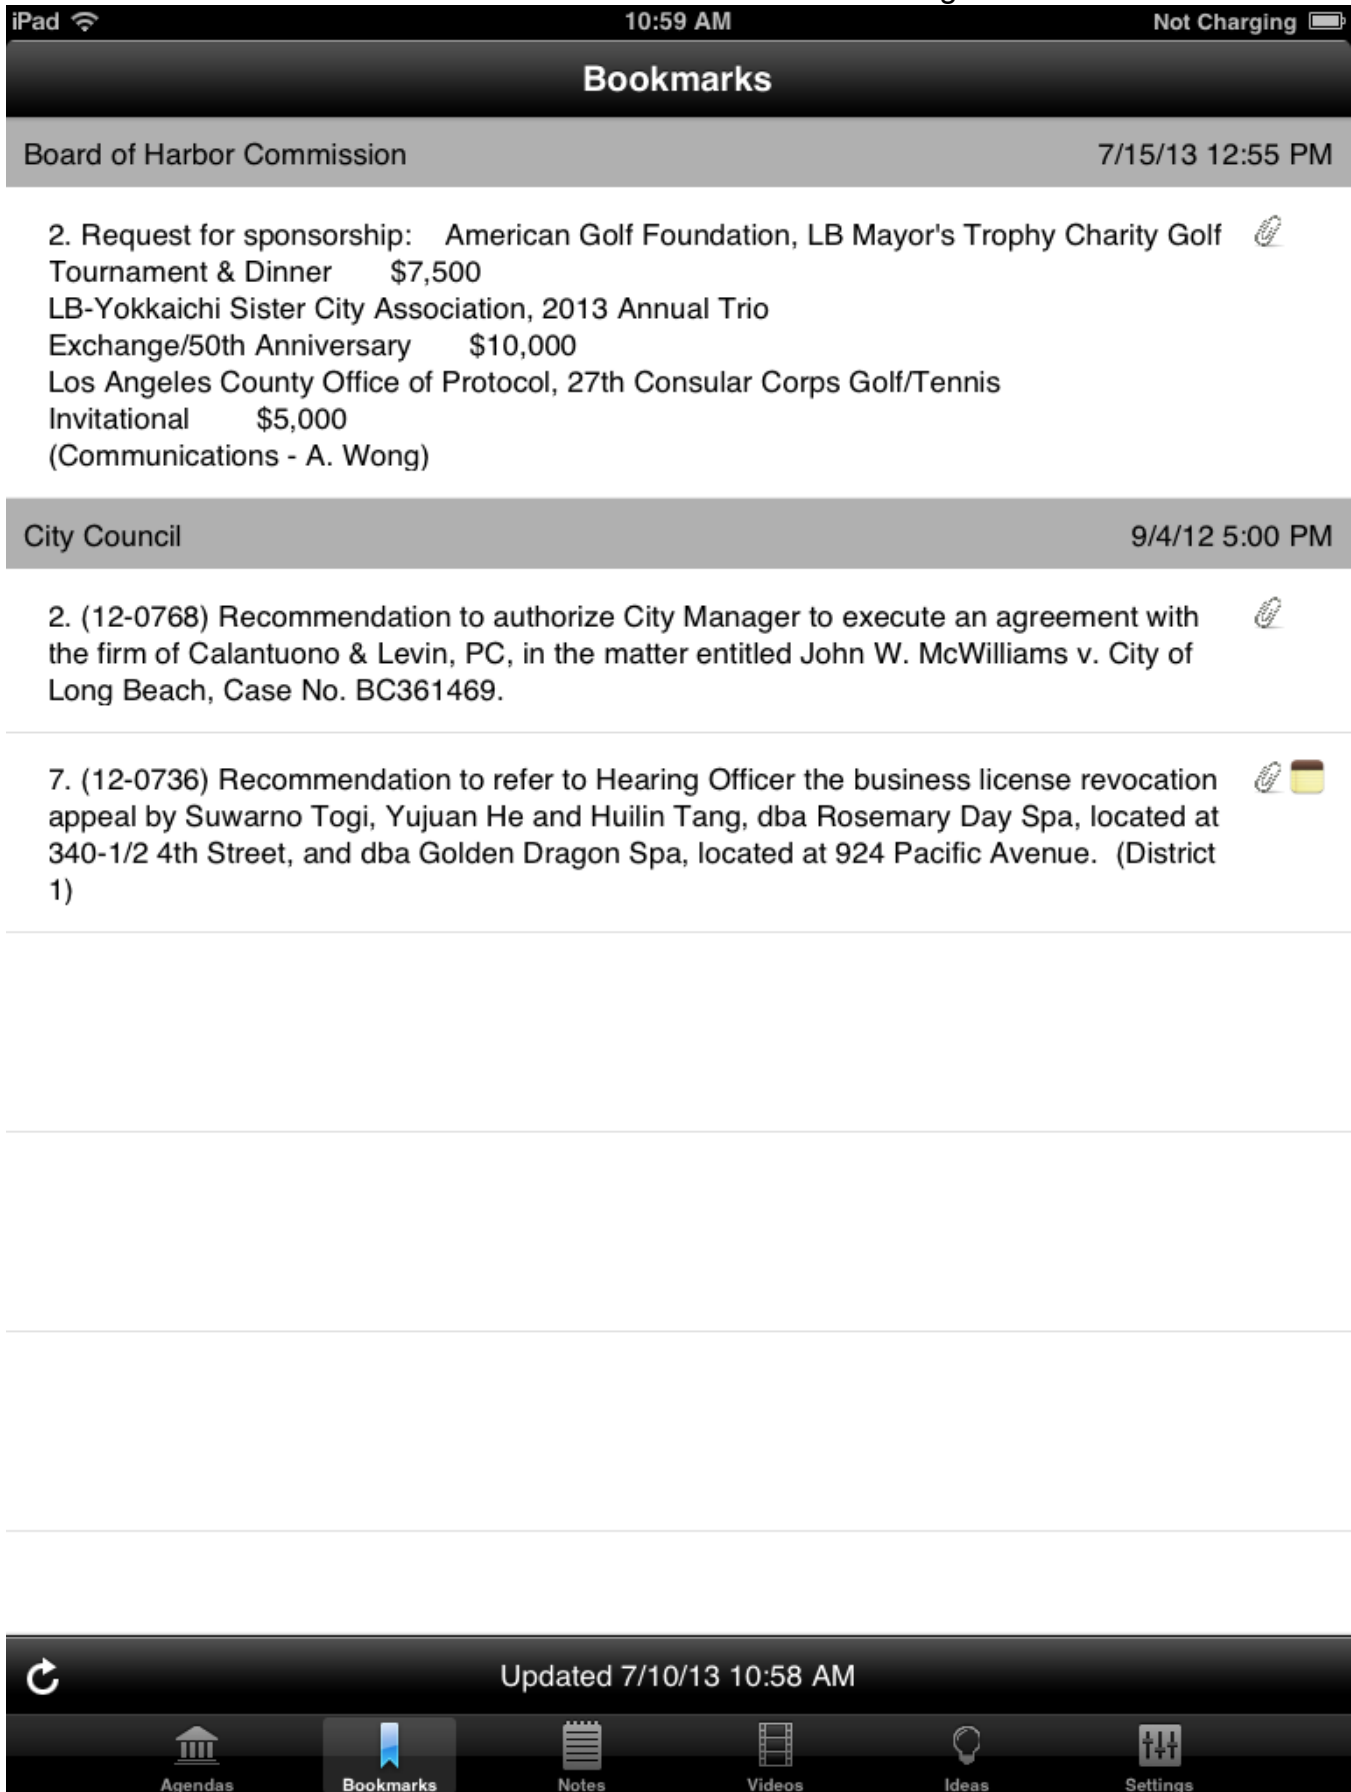 iPad 10:59 AM Not Charging
Bookmarks
Board of Harbor Commission 7/15/13 12:55 PM
2. Request for sponsorship: American Golf Foundation, LB Mayor's Trophy Charity Golf
Tournament & Dinner $7,500
LB-Yokkaichi Sister City Association, 2013 Annual Trio
Exchange/50th Anniversary $10,000
Los Angeles County Office of Protocol, 27th Consular Corps Golf/Tennis
Invitational $5,000
(Communications - A. Wong)
City Council 9/4/12 5:00 PM
2. (12-0768) Recommendation to authorize City Manager to execute an agreement with
the firm of Calantuono & Levin, PC, in the matter entitled John W. McWilliams v. City of
Long Beach, Case No. BC361469.
7. (12-0736) Recommendation to refer to Hearing Officer the business license revocation
appeal by Suwarno Togi, Yujuan He and Huilin Tang, dba Rosemary Day Spa, located at
340-1/2 4th Street, and dba Golden Dragon Spa, located at 924 Pacific Avenue. (District
1)
Updated 7/10/13 10:58 AM
Agendas Bookmarks Notes Videos Ideas Settings